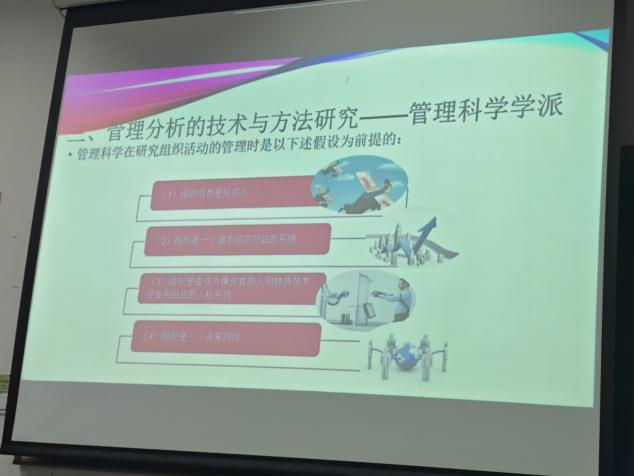 二、管理分析的技术与方法研究——管理科学学派
• 管理科学在研究组织活动的管理时是以下述假设为前提的：
（1）组织成员是经济人
（2）组织是一个追求经济效益的系统
（3）组织是由作为操作者的人同物质技术
设备所组成的人机系统
（4）组织是一个决策网络